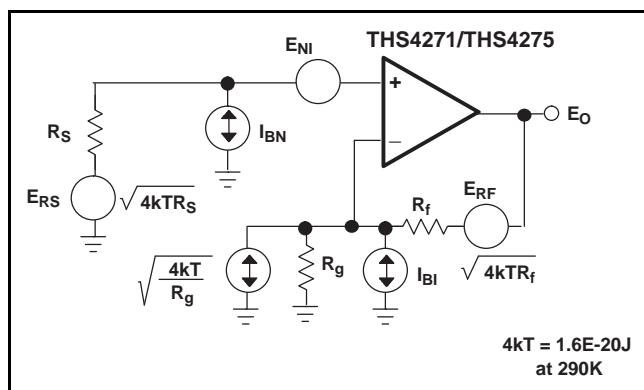 THS4271/THS4275
E_NI
+
R_S
I_BN
E_O
−
E_RS
√4kTR_S
R_f
E_RF
√(4kT/R_g)
R_g
I_BI
√4kTR_f
4kT = 1.6E-20J
at 290K